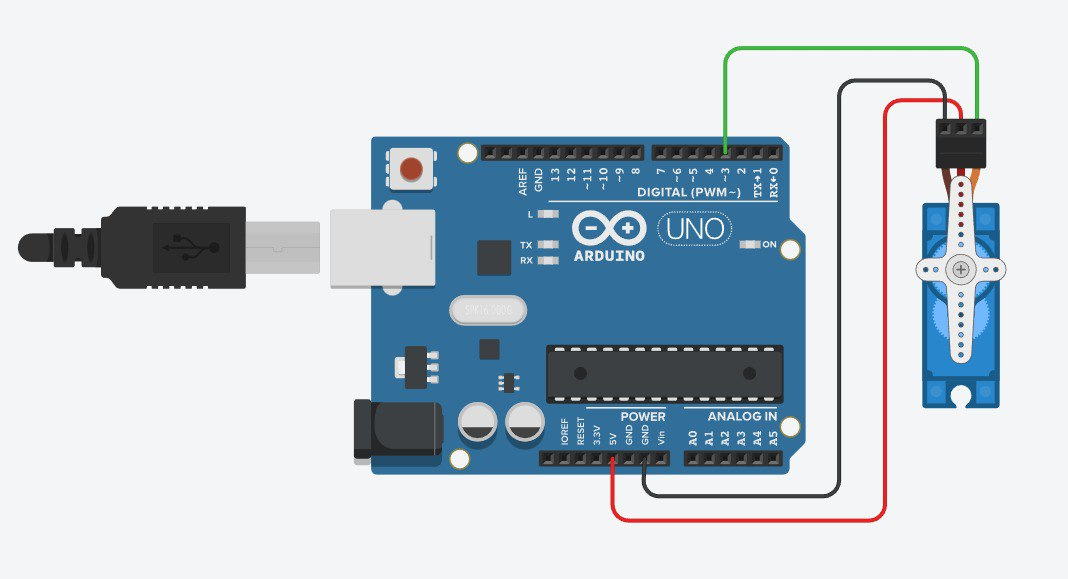 AREF
GND
13
12
~11
~10
~9
8
7
~6
~5
4
~3
2
TX→1
RX←0
DIGITAL (PWM~)
L
TX
RX
ARDUINO
UNO
ON
POWER
ANALOG IN
IOREF
RESET
3.3V
5V
GND
GND
Vin
A0
A1
A2
A3
A4
A5